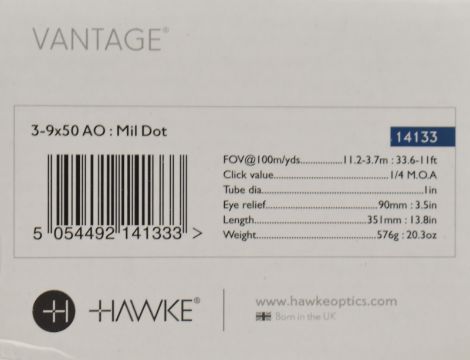 VANTAGE®
3-9x50 AO : Mil Dot
14133
FOV@100m/yds................11.2-3.7m : 33.6-11ft
Click value.....................................1/4 M.O.A
Tube dia..............................................1in
Eye relief.............................90mm : 3.5in
Length..............................351mm : 13.8in
Weight...............................576g : 20.3oz
5 054492 141333 >
H HAWKE®
www.hawkeoptics.com
Born in the UK